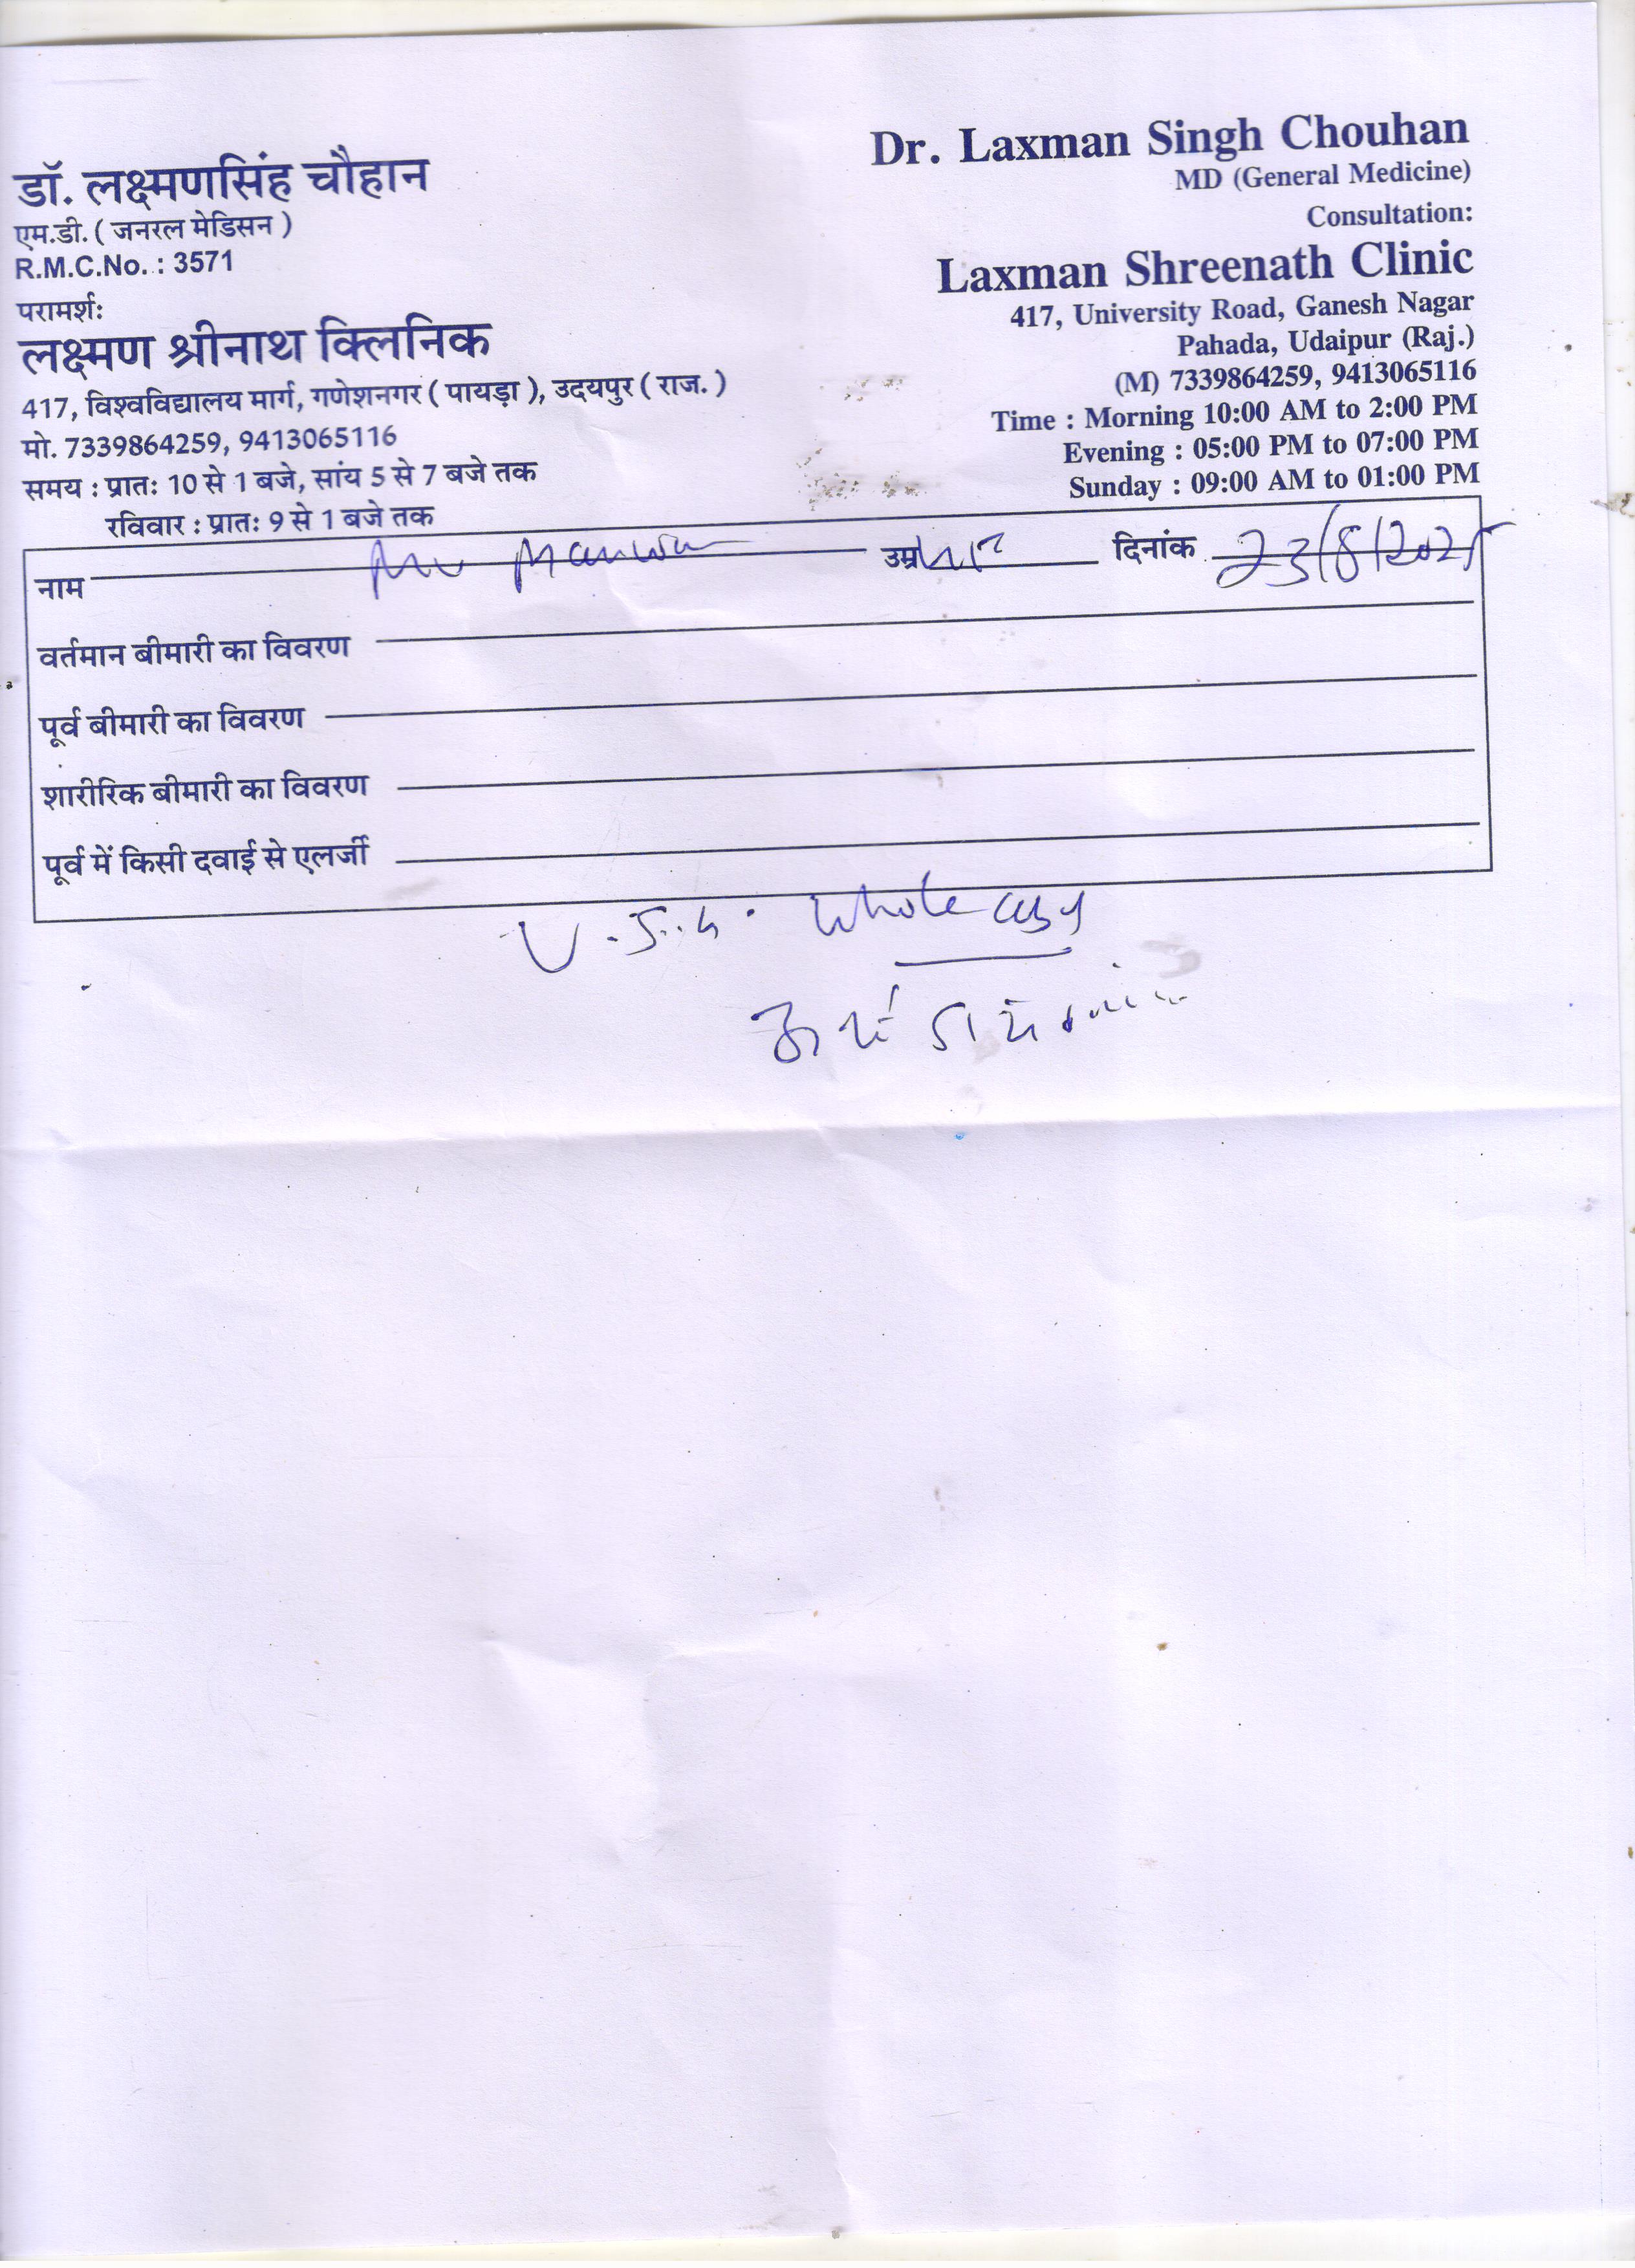 डॉ. लक्ष्मणसिंह चौहान
एम.डी. ( जनरल मेडिसन )
R.M.C.No. : 3571
परामर्श:
लक्ष्मण श्रीनाथ क्लिनिक
417, विश्वविद्यालय मार्ग, गणेशनगर ( पायड़ा ), उदयपुर ( राज. )
मो. 7339864259, 9413065116
समय : प्रातः 10 से 1 बजे, सांय 5 से 7 बजे तक
रविवार : प्रातः 9 से 1 बजे तक
Dr. Laxman Singh Chouhan
MD (General Medicine)
Consultation:
Laxman Shreenath Clinic
417, University Road, Ganesh Nagar
Pahada, Udaipur (Raj.)
(M) 7339864259, 9413065116
Time : Morning 10:00 AM to 2:00 PM
Evening : 05:00 PM to 07:00 PM
Sunday : 09:00 AM to 01:00 PM
नाम उम्र दिनांक 23/8/2025
वर्तमान बीमारी का विवरण
पूर्व बीमारी का विवरण
शारीरिक बीमारी का विवरण
पूर्व में किसी दवाई से एलर्जी
Whole